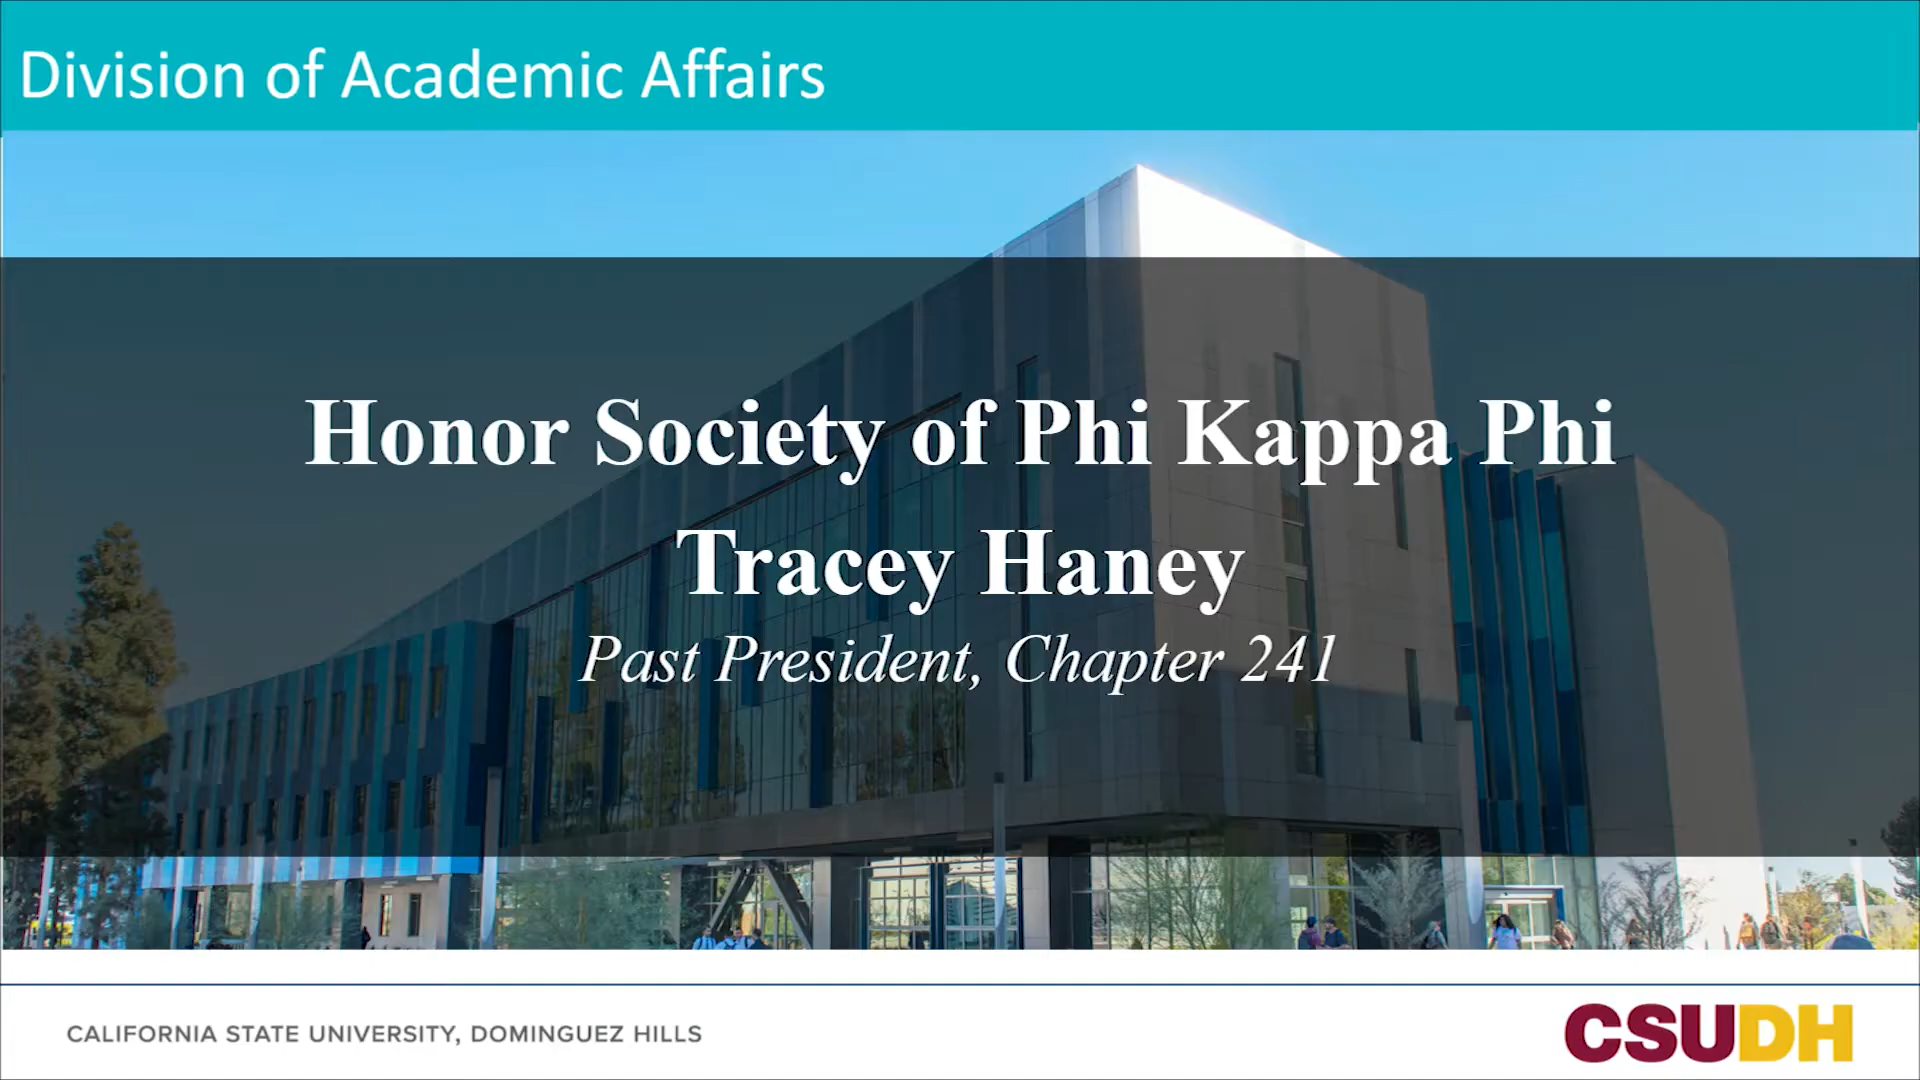 Division of Academic Affairs
Honor Society of Phi Kappa Phi
Tracey Haney
Past President, Chapter 241
CALIFORNIA STATE UNIVERSITY, DOMINGUEZ HILLS
CSUDH